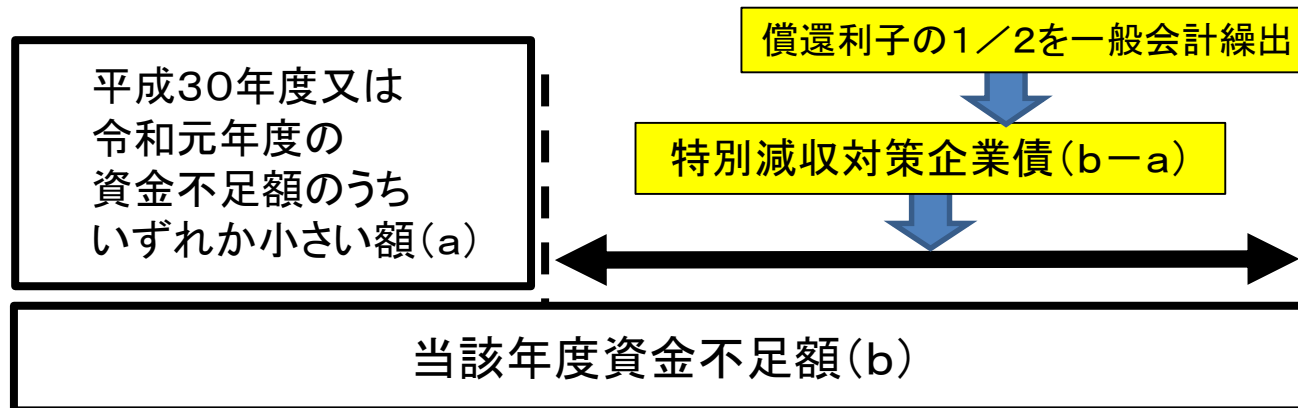 償還利子の1／2を一般会計繰出
平成30年度又は
令和元年度の
資金不足額のうち
いずれか小さい額（a）
特別減収対策企業債（b－a）
当該年度資金不足額（b）